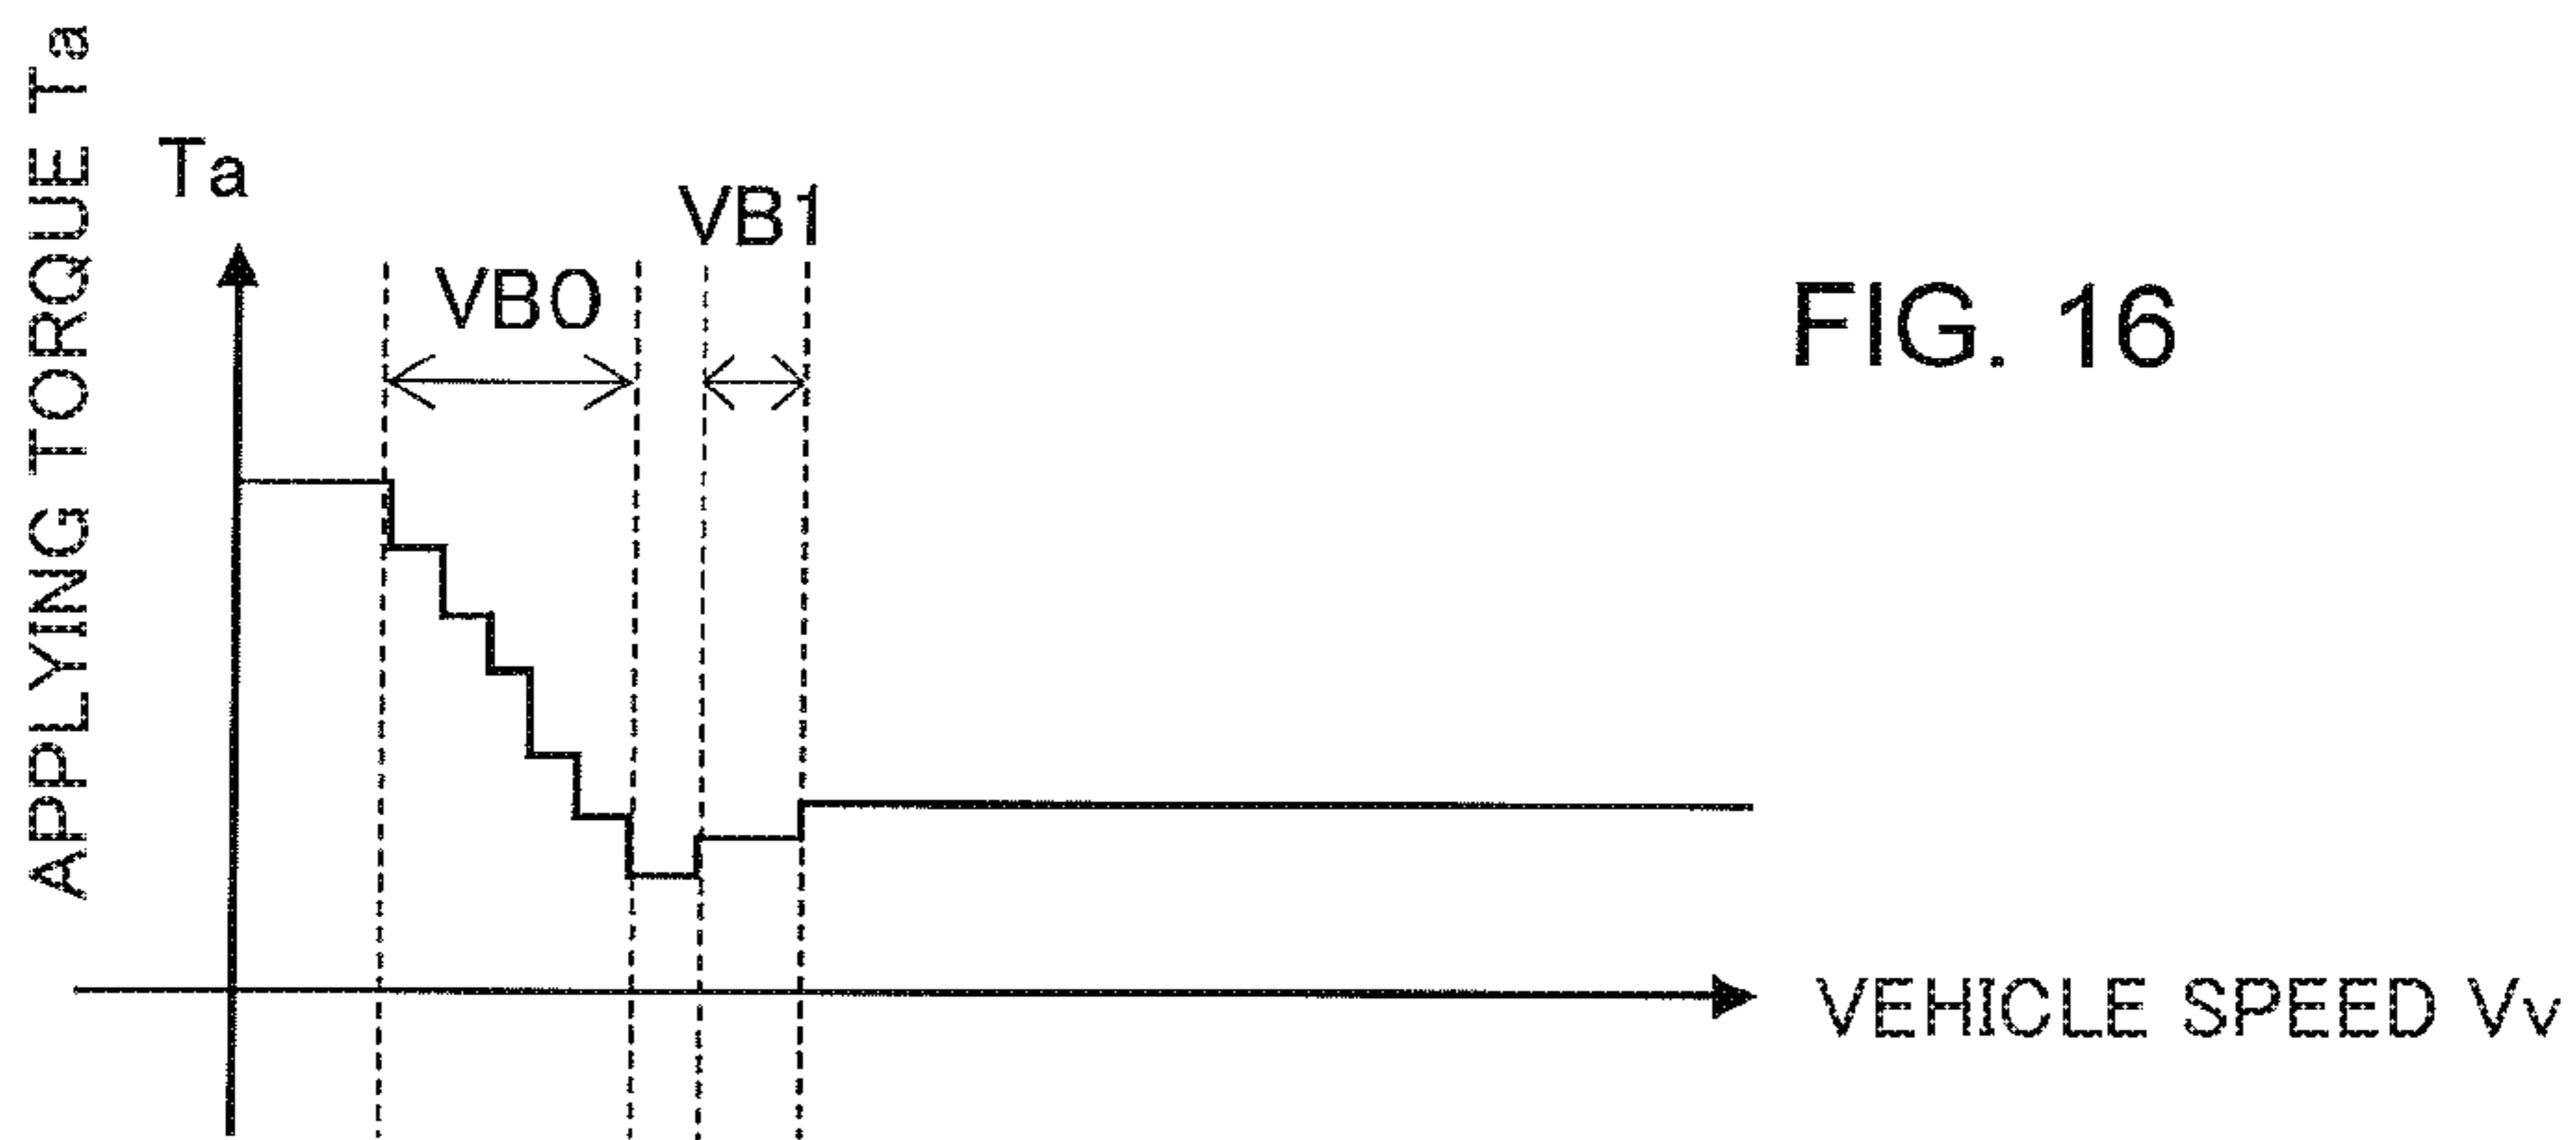 APPLYING TORQUE Ta
Ta
VB1
VB0
FIG. 16
VEHICLE SPEED Vv